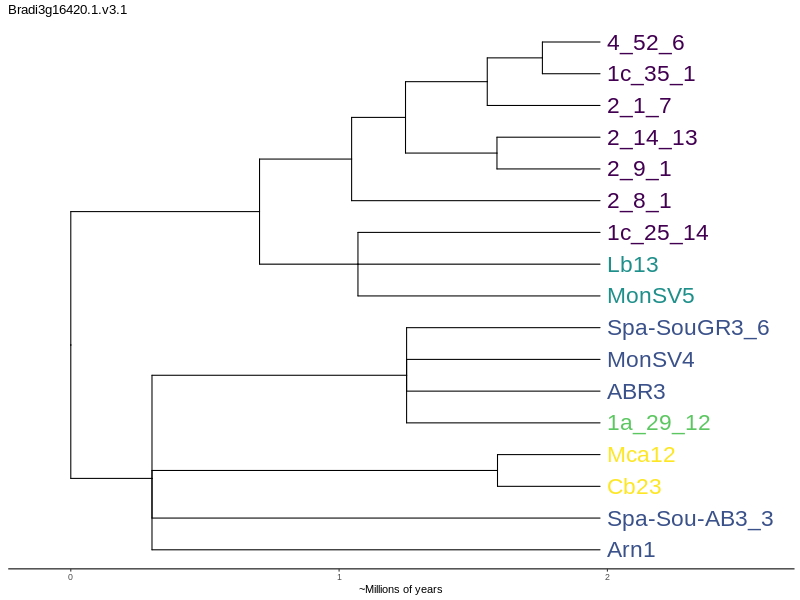 Bradi3g16420.1.v3.1
4_52_6
1c_35_1
2_1_7
2_14_13
2_9_1
2_8_1
1c_25_14
Lb13
MonSV5
Spa-SouGR3_6
MonSV4
ABR3
1a_29_12
Mca12
Cb23
Spa-Sou-AB3_3
Arn1
0 1 2
~Millions of years